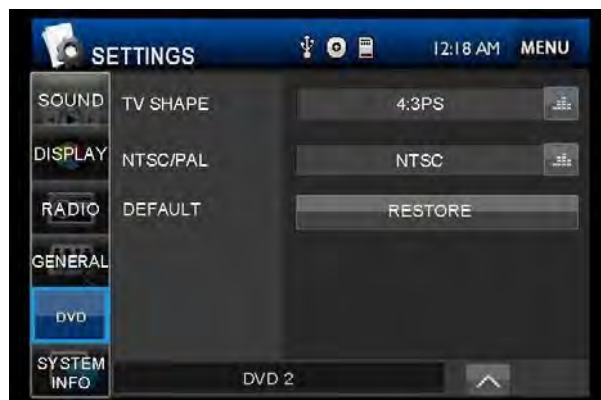 SETTINGS 12:18 AM MENU
SOUND
TV SHAPE 4:3PS
DISPLAY
NTSC/PAL NTSC
RADIO
DEFAULT RESTORE
GENERAL
DVD
SYSTEM INFO
DVD 2